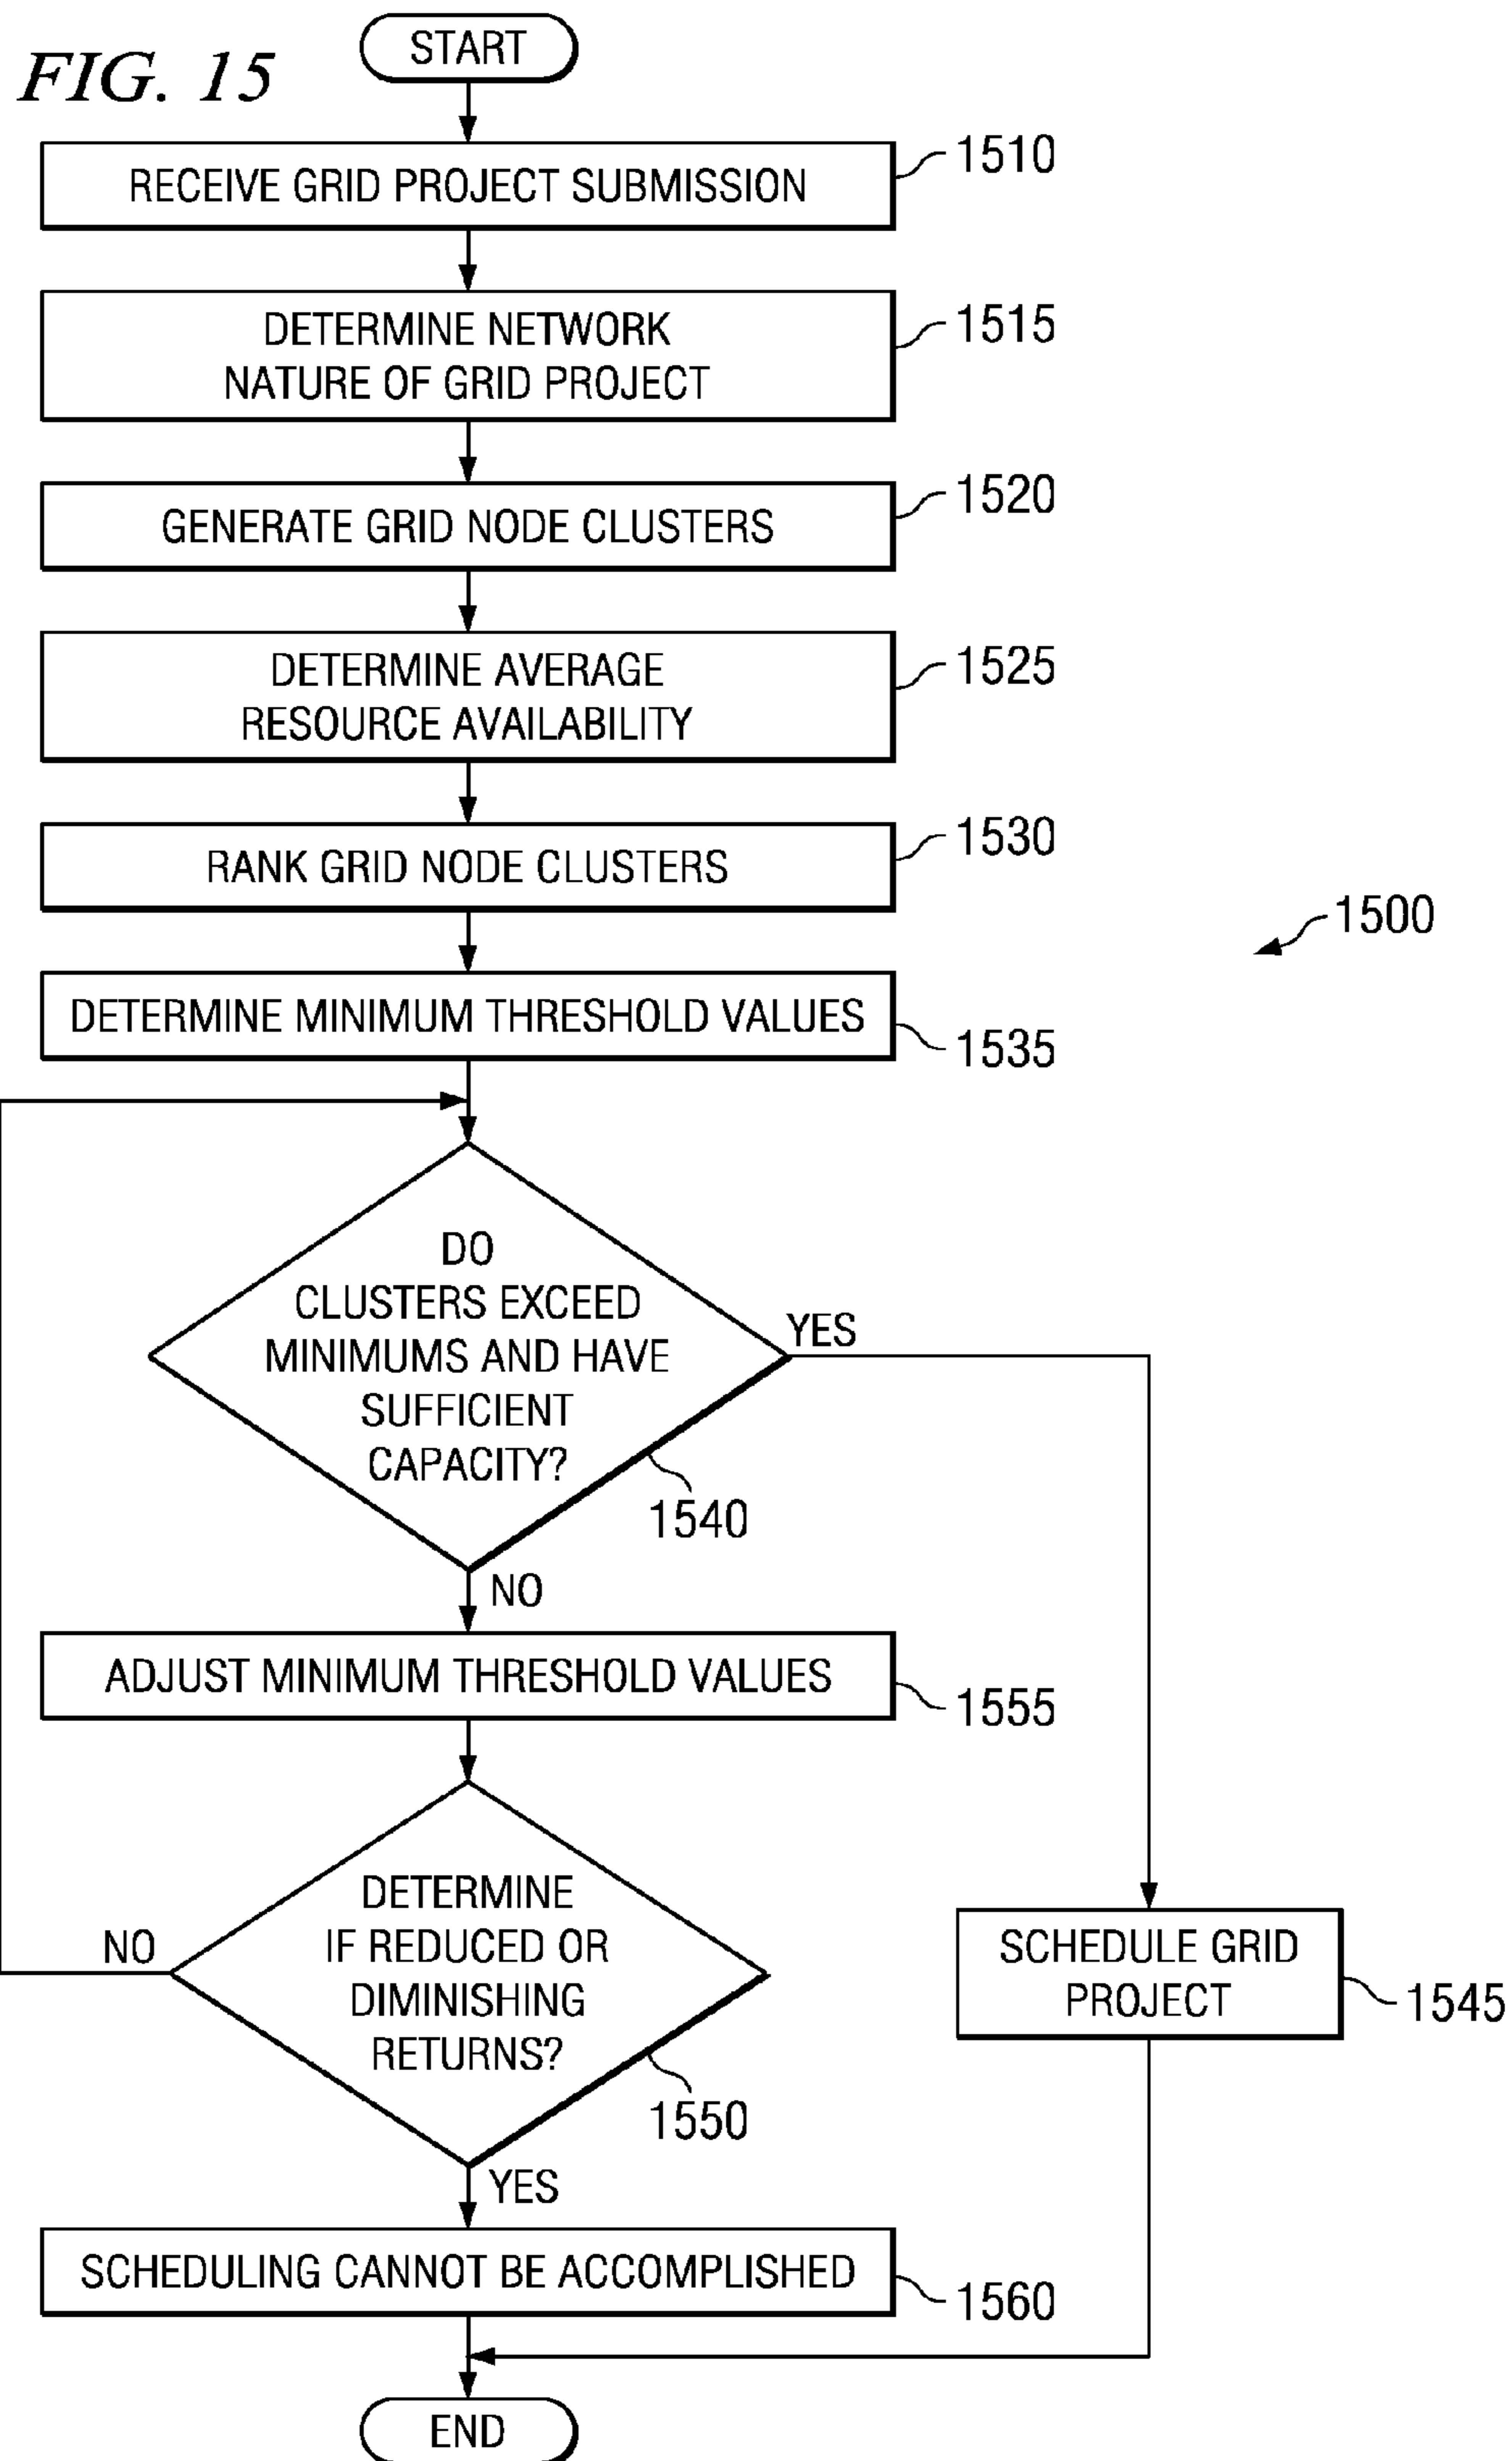 FIG. 15
START
RECEIVE GRID PROJECT SUBMISSION
1510
DETERMINE NETWORK
NATURE OF GRID PROJECT
1515
GENERATE GRID NODE CLUSTERS
1520
DETERMINE AVERAGE
RESOURCE AVAILABILITY
1525
RANK GRID NODE CLUSTERS
1530
1500
DETERMINE MINIMUM THRESHOLD VALUES
1535
DO
CLUSTERS EXCEED
MINIMUMS AND HAVE
SUFFICIENT
CAPACITY?
YES
1540
NO
ADJUST MINIMUM THRESHOLD VALUES
1555
DETERMINE
IF REDUCED OR
DIMINISHING
RETURNS?
NO
1550
SCHEDULE GRID
PROJECT
1545
YES
SCHEDULING CANNOT BE ACCOMPLISHED
1560
END